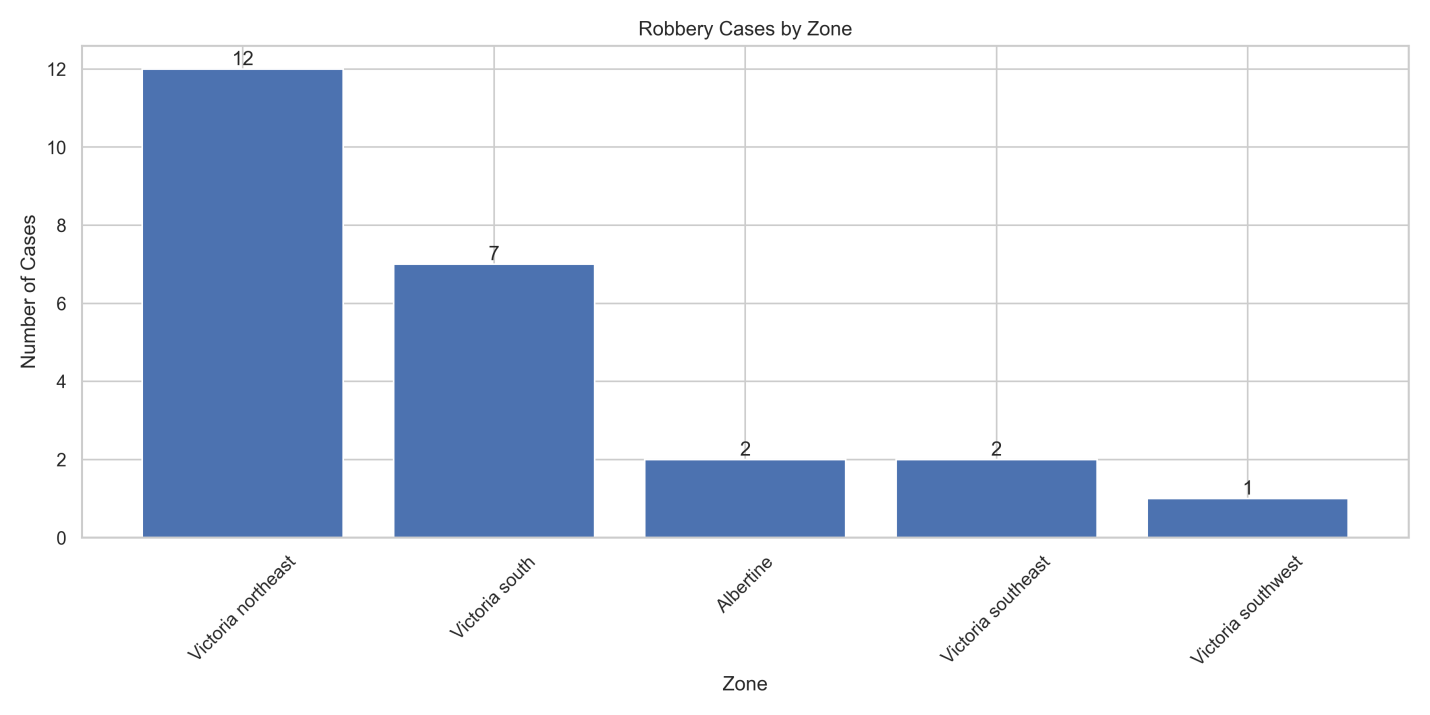 Robbery Cases by Zone
12
7
2
2
1
12
10
8
6
4
2
0
Number of Cases
Victoria northeast
Victoria south
Albertine
Victoria southeast
Victoria southwest
Zone